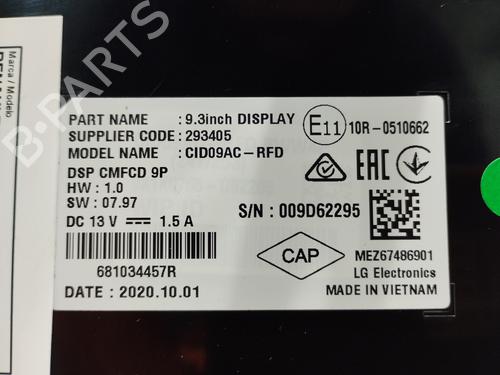 Marca / Modelo
PART NAME : 9.3inch DISPLAY
SUPPLIER CODE : 293405
MODEL NAME : CID09AC-RFD
DSP CMFCD 9P
HW : 1.0
SW : 07.97
DC 13 V 1.5 A
E11 10R-0510662
EAC
S/N : 009D62295
681034457R
DATE : 2020.10.01
CAP
MEZ67486901
LG Electronics
MADE IN VIETNAM